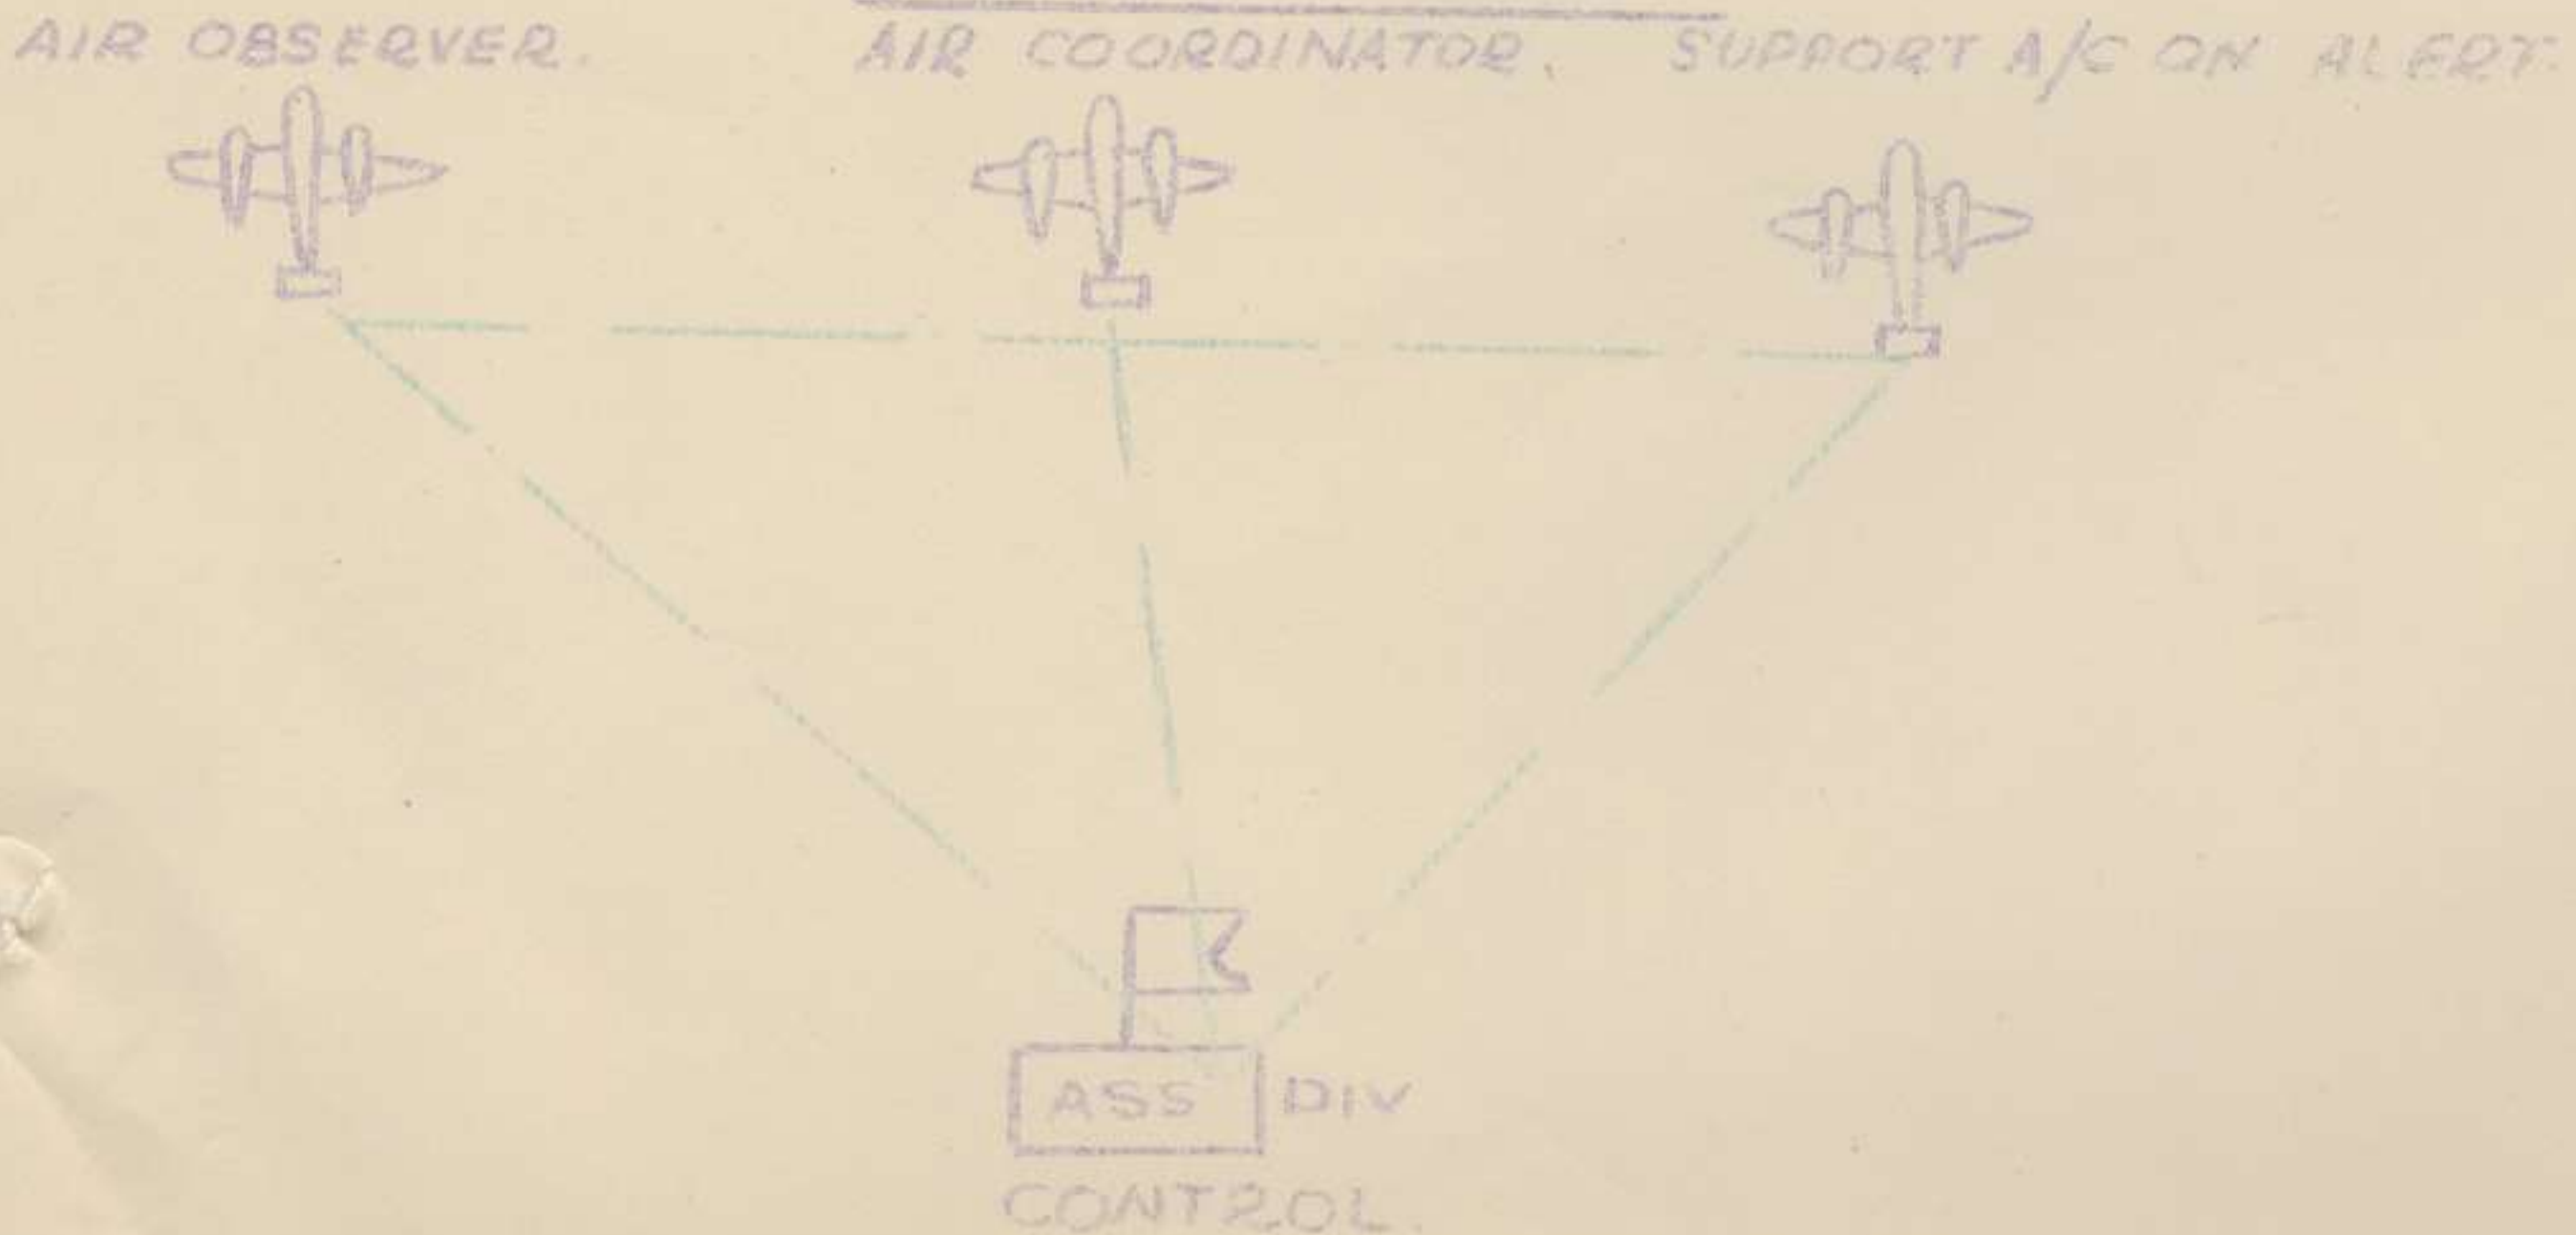 AIR OBSERVER.
AIR COORDINATOR.
SUPPORT A/C ON ALERT.
ASS DIV
CONTROL.